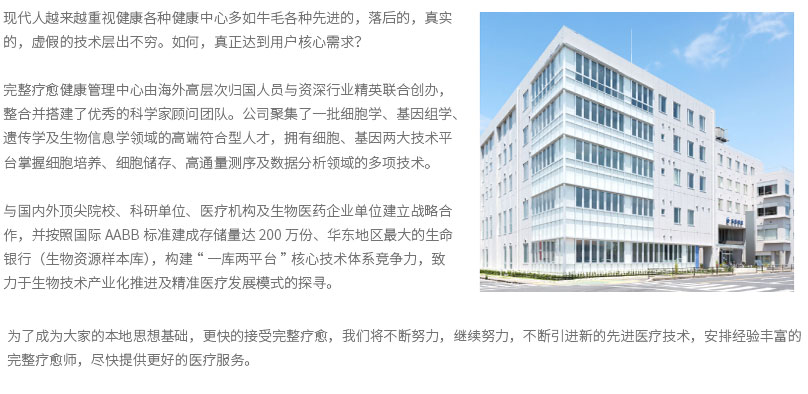 现代人越来越重视健康各种健康中心多如牛毛各种先进的，落后的，真实
的，虚假的技术层出不穷。如何，真正达到用户核心需求？
完整疗愈健康管理中心由海外高层次归国人员与资深行业精英联合创办，
整合并搭建了优秀的科学家顾问团队。公司聚集了一批细胞学、基因组学、
遗传学及生物信息学领域的高端符合型人才，拥有细胞、基因两大技术平
台掌握细胞培养、细胞储存、高通量测序及数据分析领域的多项技术。
与国内外顶尖院校、科研单位、医疗机构及生物医药企业单位建立战略合
作，并按照国际 AABB 标准建成存储量达 200 万份、华东地区最大的生命
银行（生物资源样本库），构建“ 一库两平台 ”核心技术体系竞争力，致
力于生物技术产业化推进及精准医疗发展模式的探寻。
为了成为大家的本地思想基础，更快的接受完整疗愈，我们将不断努力，继续努力，不断引进新的先进医疗技术，安排经验丰富的
完整疗愈师，尽快提供更好的医疗服务。